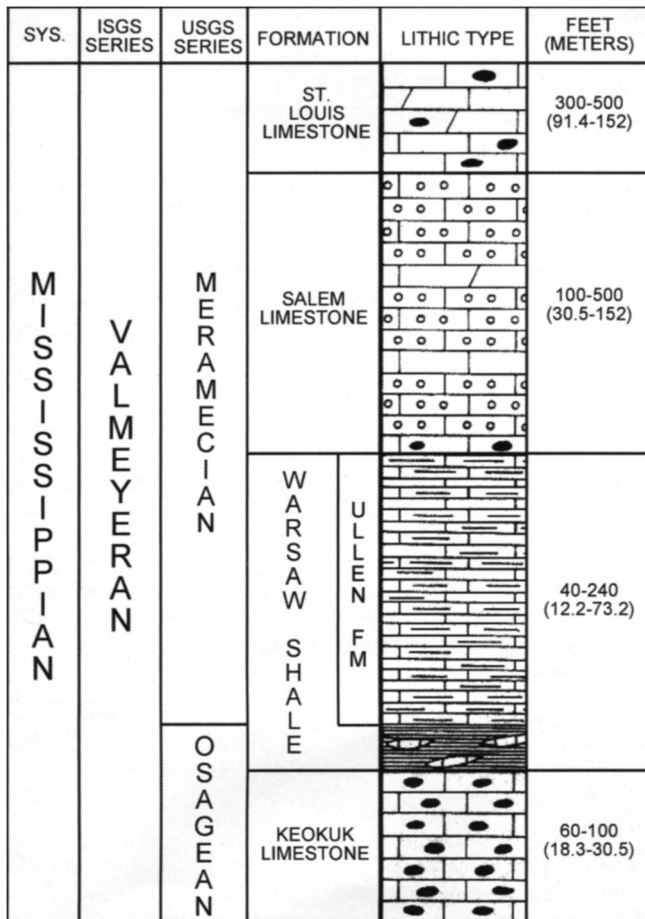 SYS.
ISGS
SERIES
USGS
SERIES
FORMATION
LITHIC TYPE
FEET
(METERS)
MISSISSIPPIAN
VALMEYERAN
MERAMECIAN
OSAGEAN
ST.
LOUIS
LIMESTONE
300-500
(91.4-152)
SALEM
LIMESTONE
100-500
(30.5-152)
WARSAW SHALE
ULLEN FM
40-240
(12.2-73.2)
KEOKUK
LIMESTONE
60-100
(18.3-30.5)